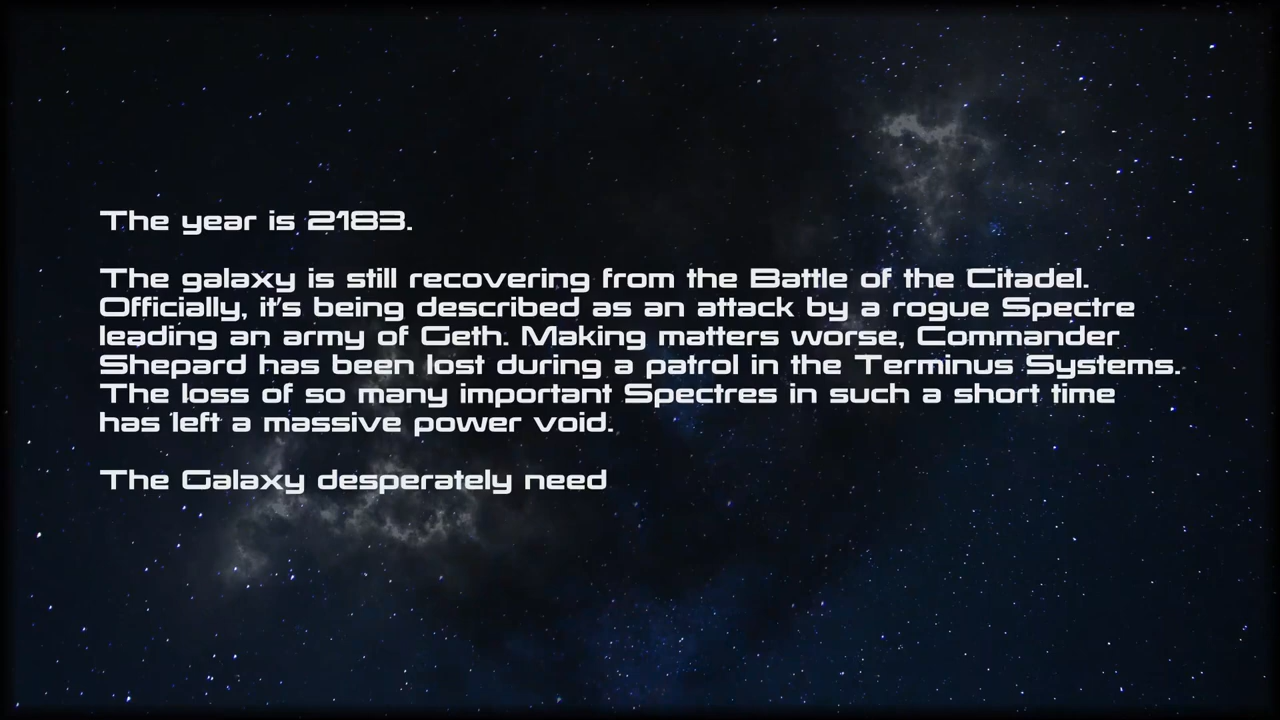 The year is 2183.
The galaxy is still recovering from the Battle of the Citadel.
Officially, it's being described as an attack by a rogue Spectre
leading an army of Geth. Making matters worse, Commander
Shepard has been lost during a patrol in the Terminus Systems.
The loss of so many important Spectres in such a short time
has left a massive power void.
The Galaxy desperately need